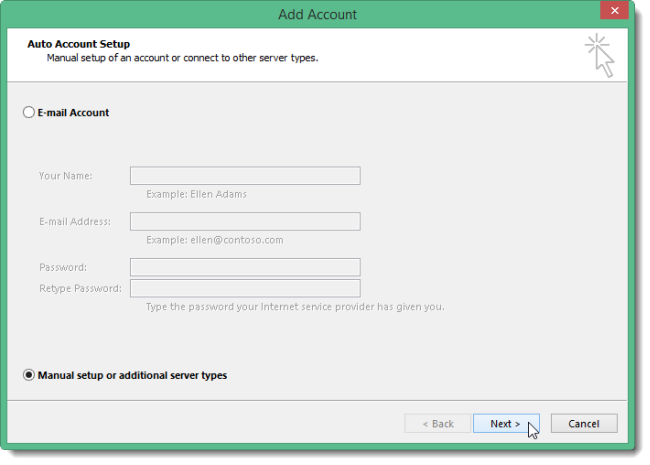 Add Account
Auto Account Setup
Manual setup of an account or connect to other server types.
E-mail Account
Your Name:
Example: Ellen Adams
E-mail Address:
Example: ellen@contoso.com
Password:
Retype Password:
Type the password your Internet service provider has given you.
Manual setup or additional server types
< Back Next > Cancel